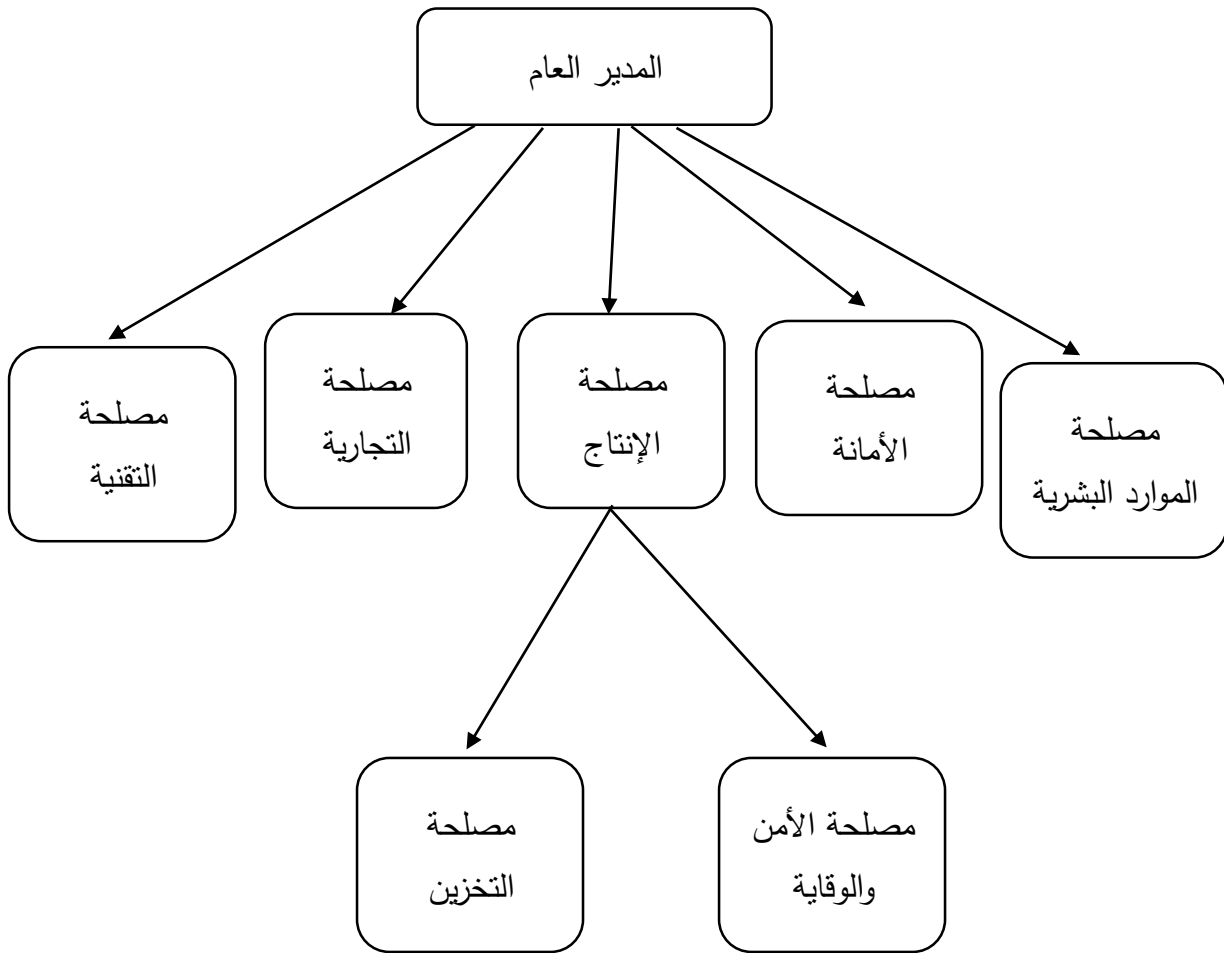 المدير العام
مصلحة
الموارد البشرية
مصلحة
الأمانة
مصلحة
الإنتاج
مصلحة
التجارية
مصلحة
التقنية
مصلحة الأمن
والوقاية
مصلحة
التخزين